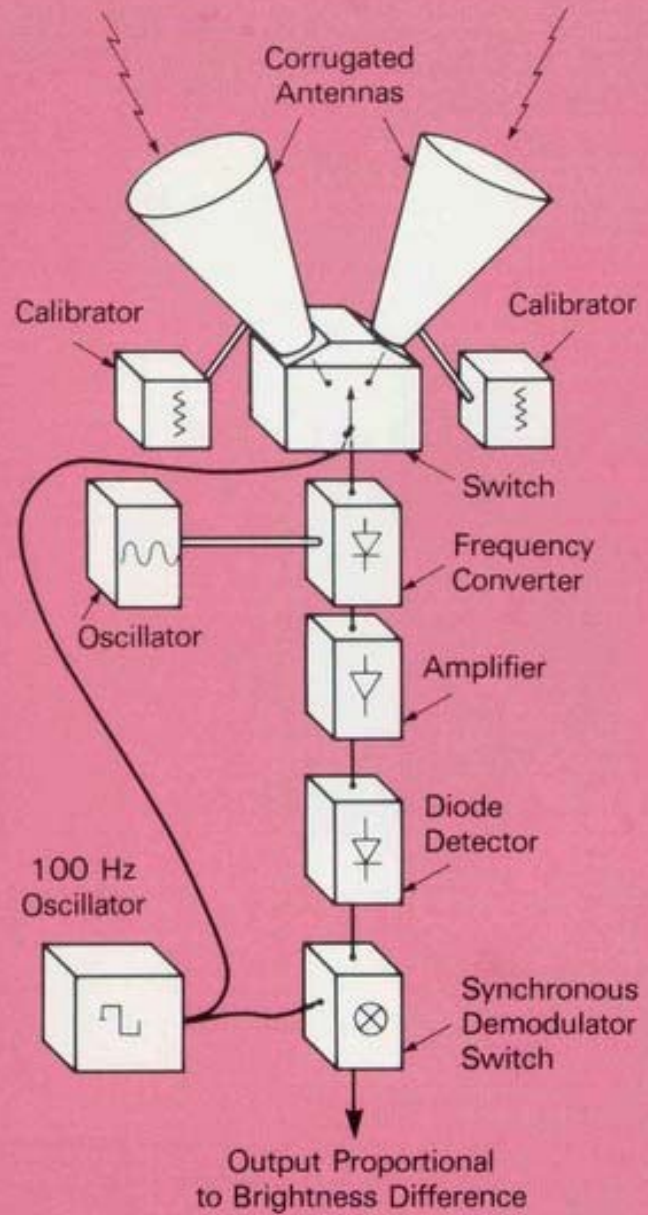 Corrugated
Antennas
Calibrator
Calibrator
Switch
Frequency
Converter
Oscillator
Amplifier
Diode
Detector
100 Hz
Oscillator
Synchronous
Demodulator
Switch
Output Proportional
to Brightness Difference